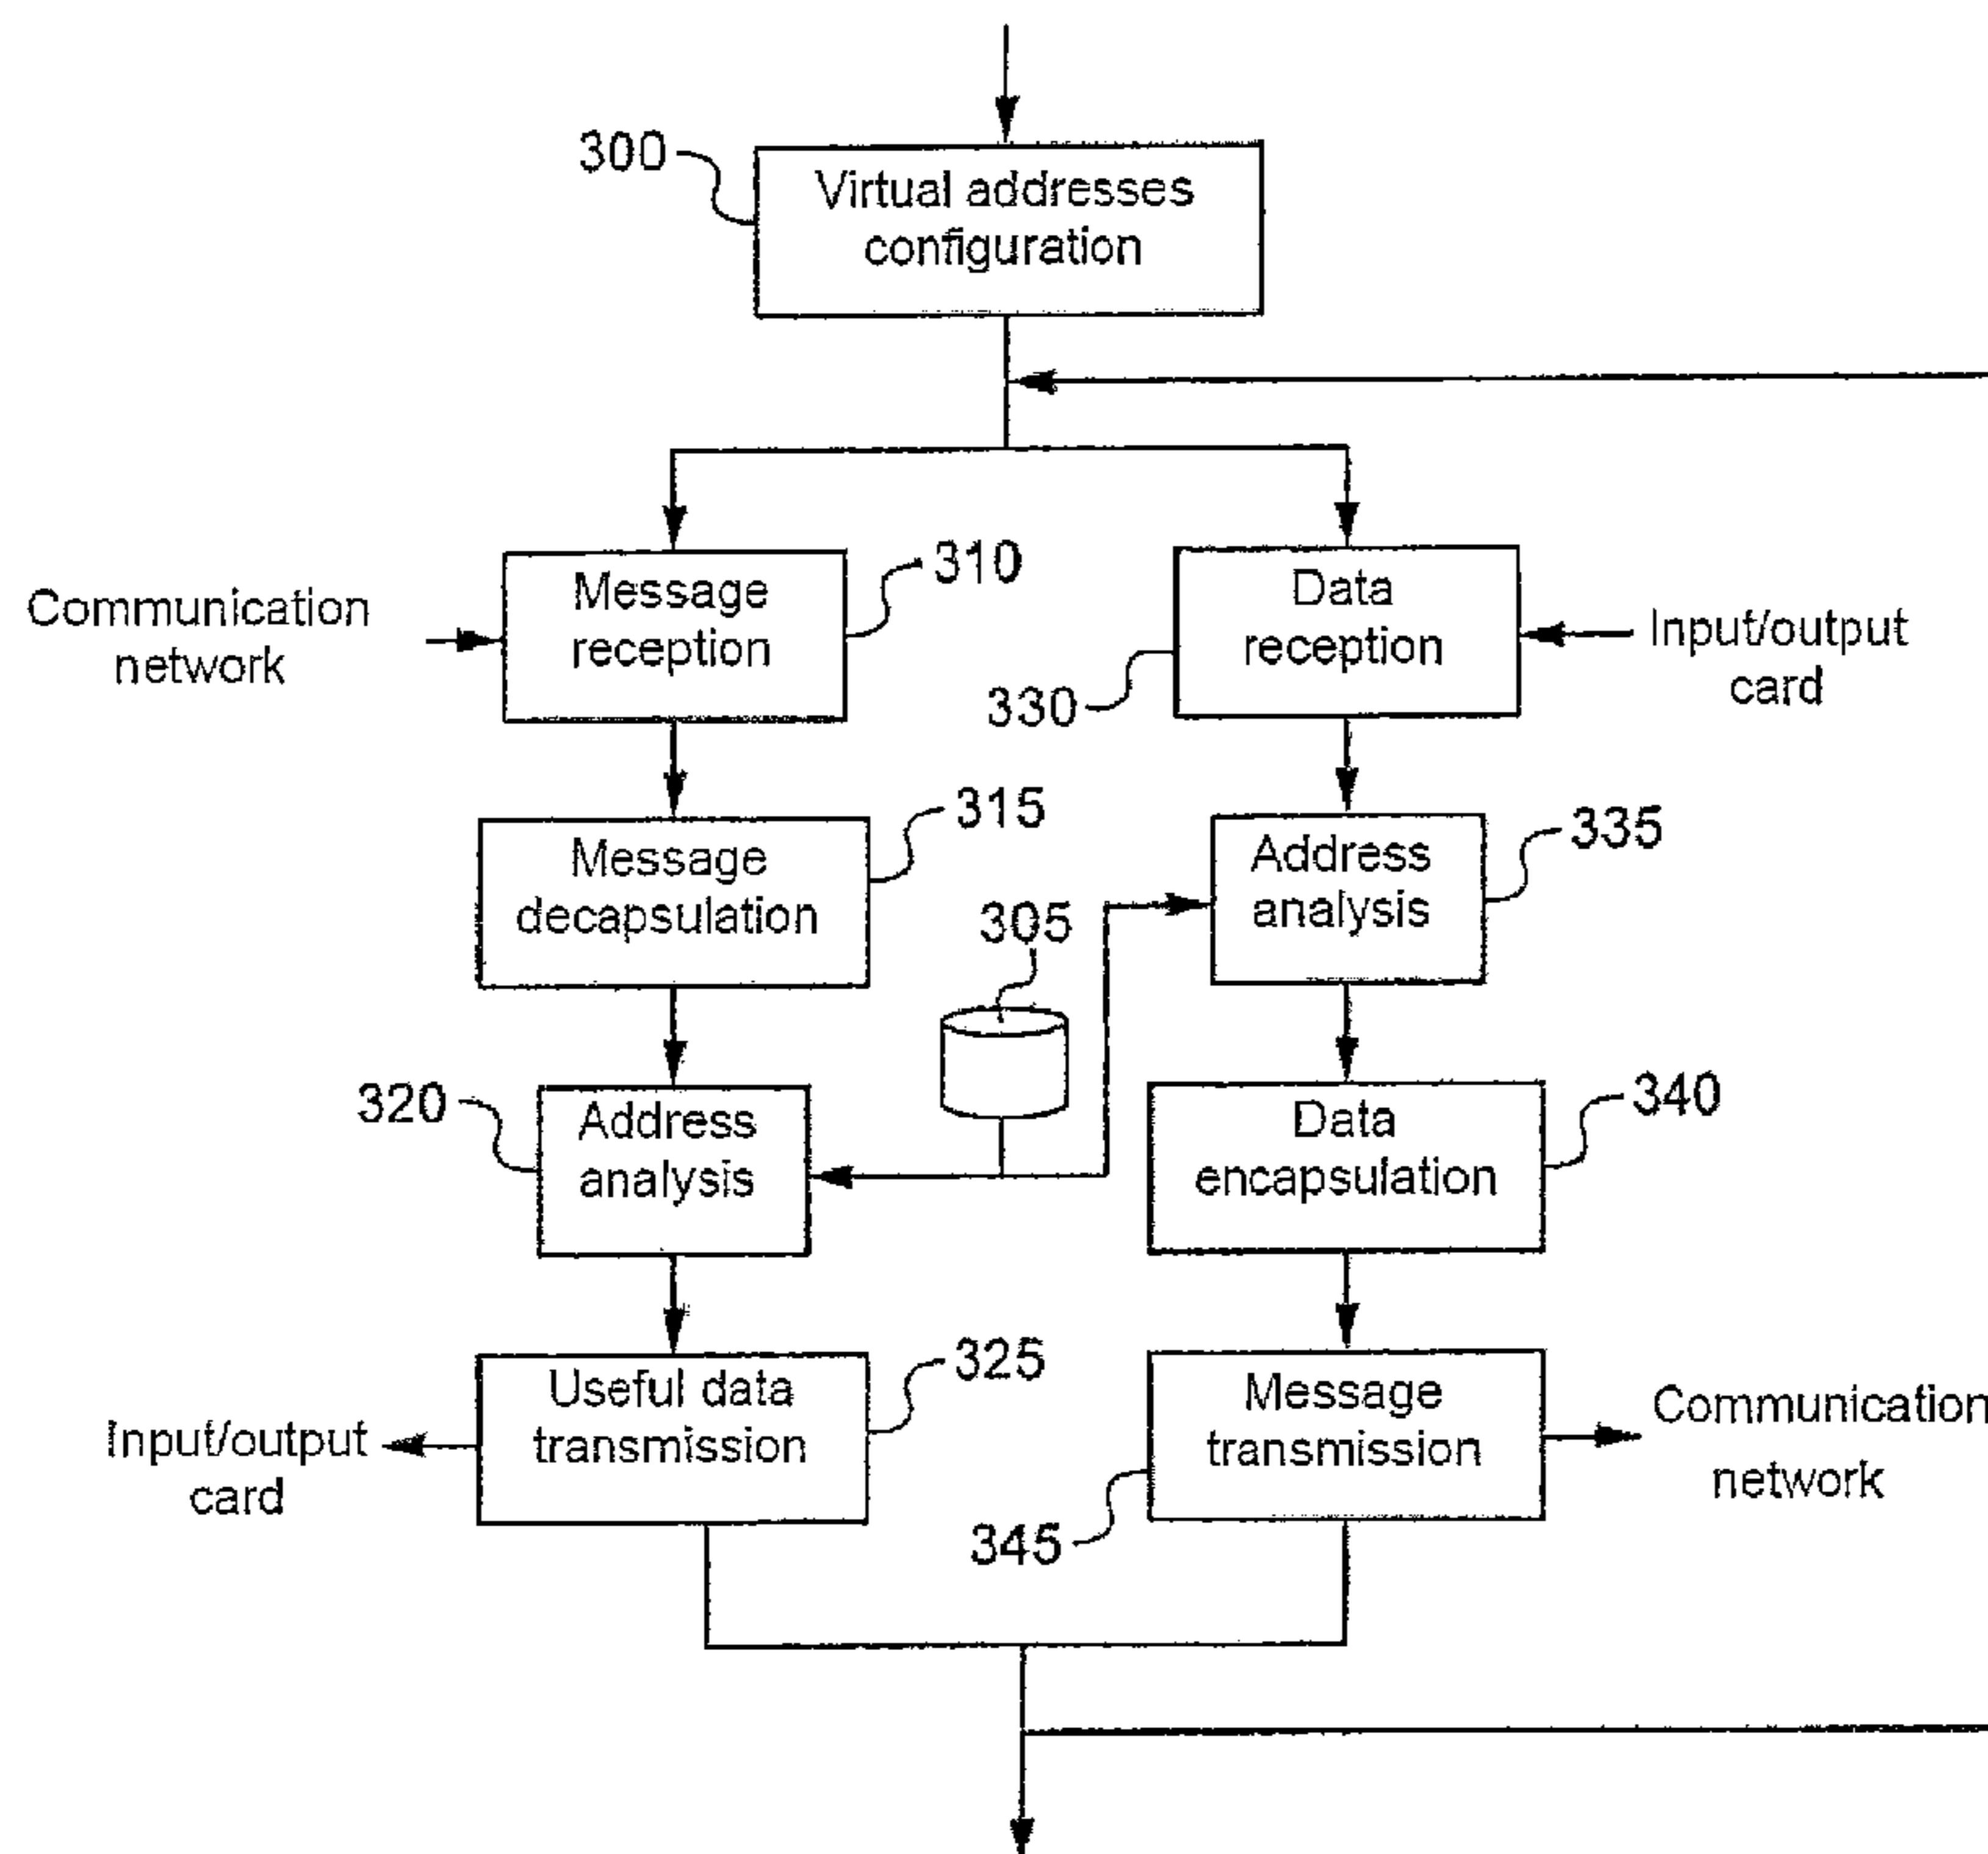 300
Virtual addresses
configuration
Communication
network
Message
reception
310
Data
reception
330
Input/output
card
Message
decapsulation
315
305
Address
analysis
335
320
Address
analysis
Data
encapsulation
340
Input/output
card
Useful data
transmission
325
Message
transmission
345
Communication
network